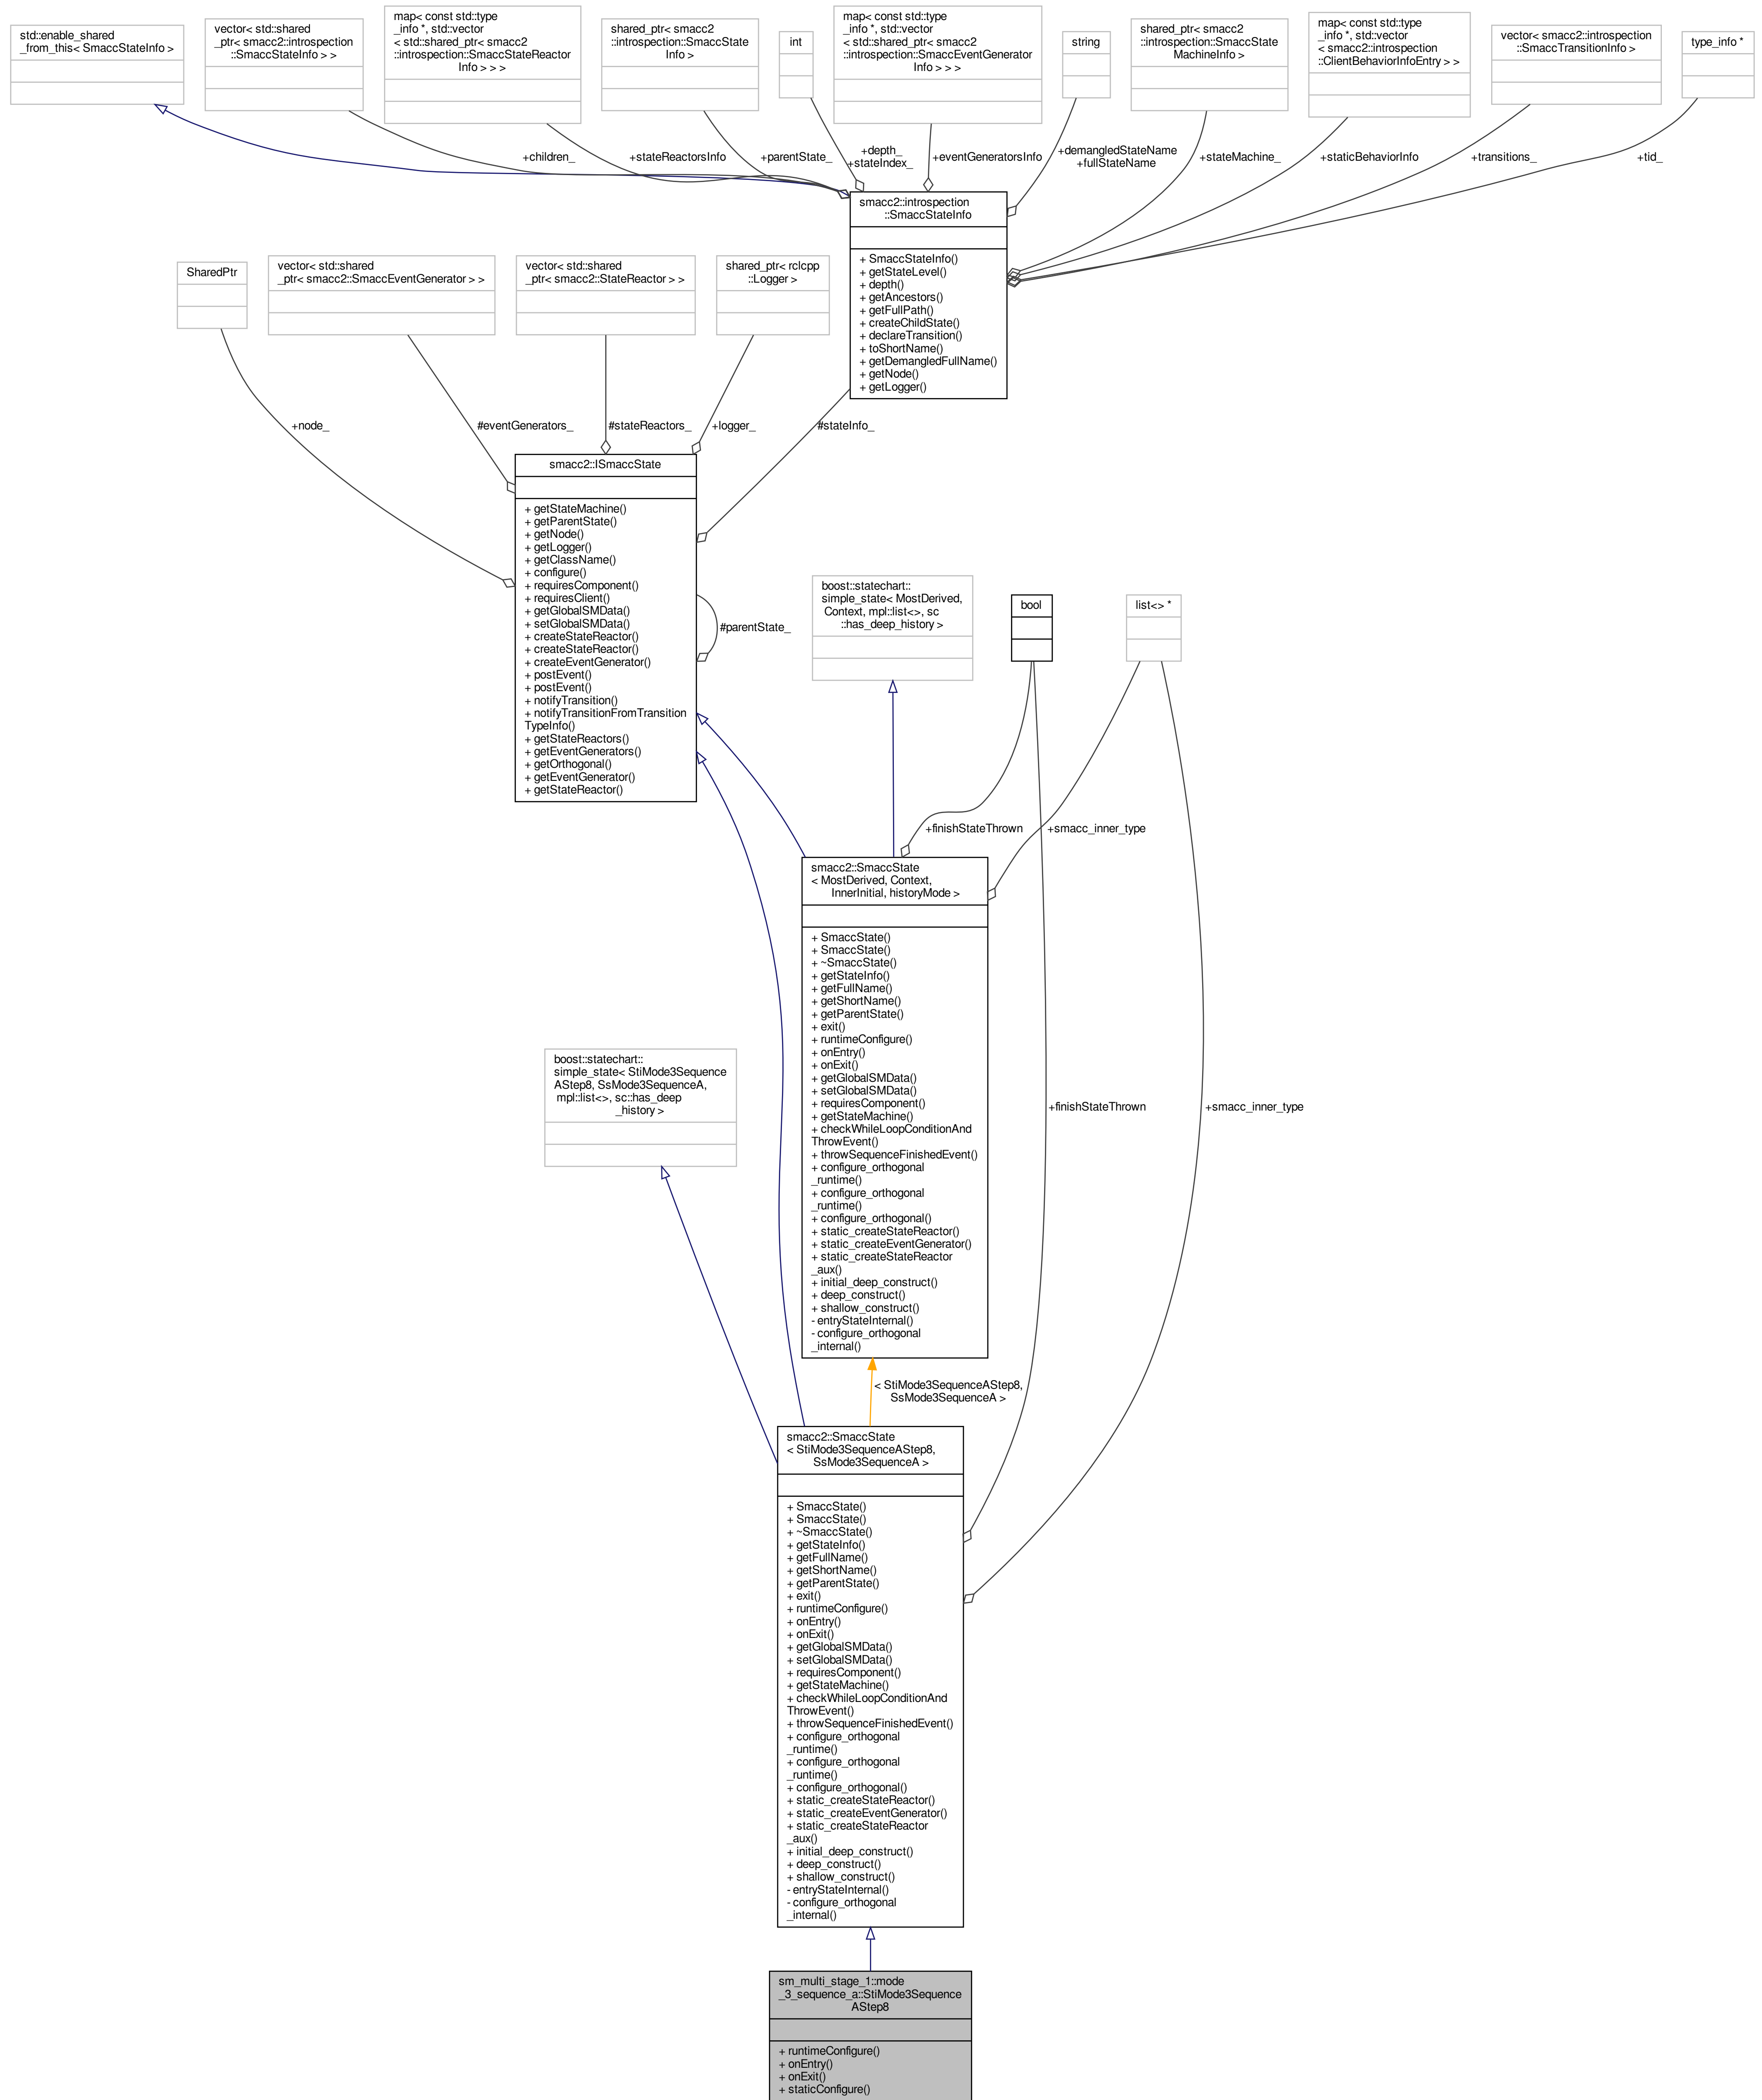 std::enable_shared
_from_this< SmaccStateInfo >
vector< std::shared
_ptr< smacc2::introspection
::SmaccStateInfo > >
map< const std::type
_info *, std::vector
< std::shared_ptr< smacc2
::introspection::SmaccStateReactor
Info > > >
shared_ptr< smacc2
::introspection::SmaccState
Info >
int
map< const std::type
_info *, std::vector
< std::shared_ptr< smacc2
::introspection::SmaccEventGenerator
Info > > >
string
shared_ptr< smacc2
::introspection::SmaccState
MachineInfo >
map< const std::type
_info *, std::vector
< smacc2::introspection
::ClientBehaviorInfoEntry > >
vector< smacc2::introspection
::SmaccTransitionInfo >
type_info *
+children_
+stateReactorsInfo
+parentState_
+depth_
+stateIndex_
+eventGeneratorsInfo
+demangledStateName
+fullStateName
+stateMachine_
+staticBehaviorInfo
+transitions_
+tid_
smacc2::introspection
::SmaccStateInfo
+ SmaccStateInfo()
+ getStateLevel()
+ depth()
+ getAncestors()
+ getFullPath()
+ createChildState()
+ declareTransition()
+ toShortName()
+ getDemangledFullName()
+ getNode()
+ getLogger()
SharedPtr
vector< std::shared
_ptr< smacc2::SmaccEventGenerator > >
vector< std::shared
_ptr< smacc2::StateReactor > >
shared_ptr< rclcpp
::Logger >
+node_
#eventGenerators_
#stateReactors_
+logger_
#stateInfo_
smacc2::ISmaccState
+ getStateMachine()
+ getParentState()
+ getNode()
+ getLogger()
+ getClassName()
+ configure()
+ requiresComponent()
+ requiresClient()
+ getGlobalSMData()
+ setGlobalSMData()
+ createStateReactor()
+ createStateReactor()
+ createEventGenerator()
+ postEvent()
+ postEvent()
+ notifyTransition()
+ notifyTransitionFromTransition
TypeInfo()
+ getStateReactors()
+ getEventGenerators()
+ getOrthogonal()
+ getEventGenerator()
+ getStateReactor()
#parentState_
boost::statechart::
simple_state< MostDerived,
Context, mpl::list<>, sc
::has_deep_history >
bool
list<> *
+finishStateThrown
+smacc_inner_type
smacc2::SmaccState
< MostDerived, Context,
InnerInitial, historyMode >
+ SmaccState()
+ SmaccState()
+ ~SmaccState()
+ getStateInfo()
+ getFullName()
+ getShortName()
+ getParentState()
+ exit()
+ runtimeConfigure()
+ onEntry()
+ onExit()
+ getGlobalSMData()
+ setGlobalSMData()
+ requiresComponent()
+ getStateMachine()
+ checkWhileLoopConditionAnd
ThrowEvent()
+ throwSequenceFinishedEvent()
+ configure_orthogonal
_runtime()
+ configure_orthogonal
_runtime()
+ configure_orthogonal()
+ static_createStateReactor()
+ static_createEventGenerator()
+ static_createStateReactor
_aux()
+ initial_deep_construct()
+ deep_construct()
+ shallow_construct()
- entryStateInternal()
- configure_orthogonal
_internal()
boost::statechart::
simple_state< StiMode3Sequence
AStep8, SsMode3SequenceA,
mpl::list<>, sc::has_deep
_history >
+finishStateThrown
+smacc_inner_type
< StiMode3SequenceAStep8,
SsMode3SequenceA >
smacc2::SmaccState
< StiMode3SequenceAStep8,
SsMode3SequenceA >
+ SmaccState()
+ SmaccState()
+ ~SmaccState()
+ getStateInfo()
+ getFullName()
+ getShortName()
+ getParentState()
+ exit()
+ runtimeConfigure()
+ onEntry()
+ onExit()
+ getGlobalSMData()
+ setGlobalSMData()
+ requiresComponent()
+ getStateMachine()
+ checkWhileLoopConditionAnd
ThrowEvent()
+ throwSequenceFinishedEvent()
+ configure_orthogonal
_runtime()
+ configure_orthogonal
_runtime()
+ configure_orthogonal()
+ static_createStateReactor()
+ static_createEventGenerator()
+ static_createStateReactor
_aux()
+ initial_deep_construct()
+ deep_construct()
+ shallow_construct()
- entryStateInternal()
- configure_orthogonal
_internal()
sm_multi_stage_1::mode
_3_sequence_a::StiMode3Sequence
AStep8
+ runtimeConfigure()
+ onEntry()
+ onExit()
+ staticConfigure()